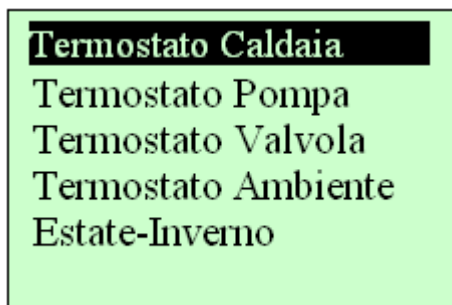 Termostato Caldaia
Termostato Pompa
Termostato Valvola
Termostato Ambiente
Estate-Inverno